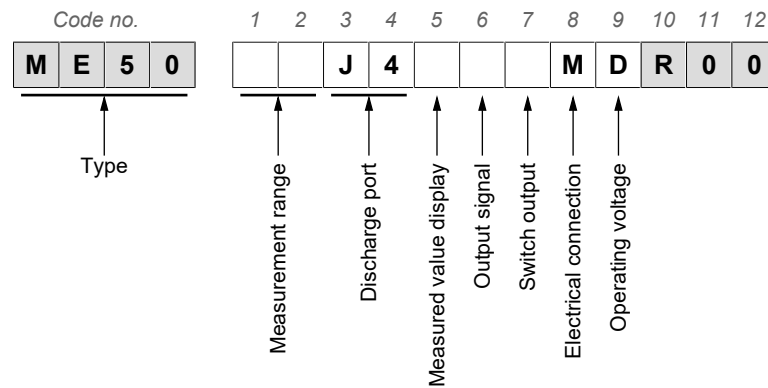 Code no. 1 2 3 4 5 6 7 8 9 10 11 12
M E 5 0 J 4 M D R 0 0
Type
Measurement range
Discharge port
Measured value display
Output signal
Switch output
Electrical connection
Operating voltage